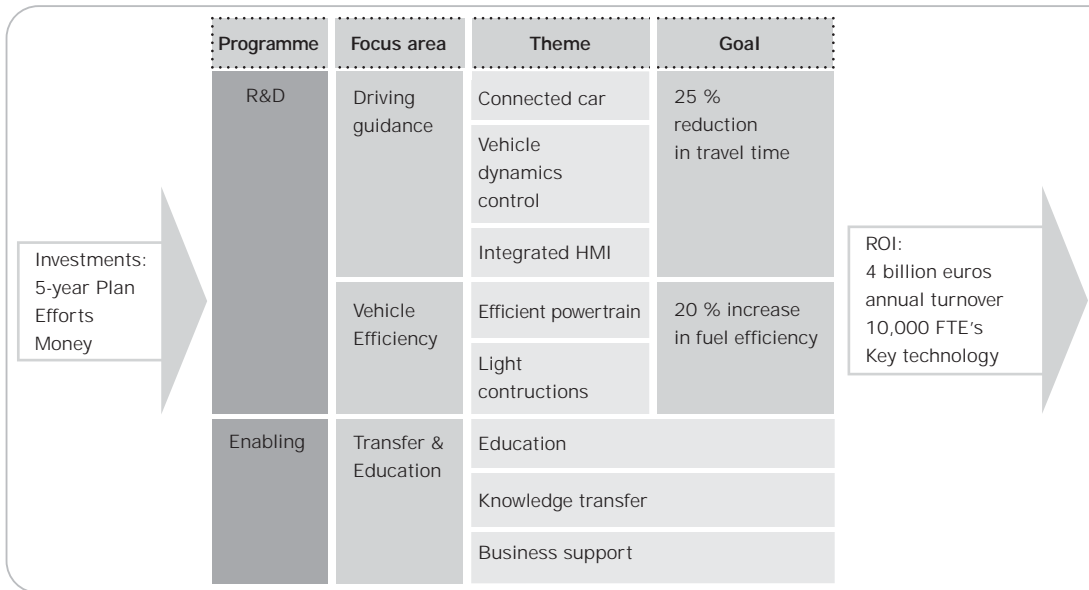 Programme
Focus area
Theme
Goal
R&D
Driving
guidance
Connected car
Vehicle
dynamics
control
Integrated HMI
25 %
reduction
in travel time
Vehicle
Efficiency
Efficient powertrain
Light
contructions
20 % increase
in fuel efficiency
Enabling
Transfer &
Education
Education
Knowledge transfer
Business support
Investments:
5-year Plan
Efforts
Money
ROI:
4 billion euros
annual turnover
10,000 FTE's
Key technology